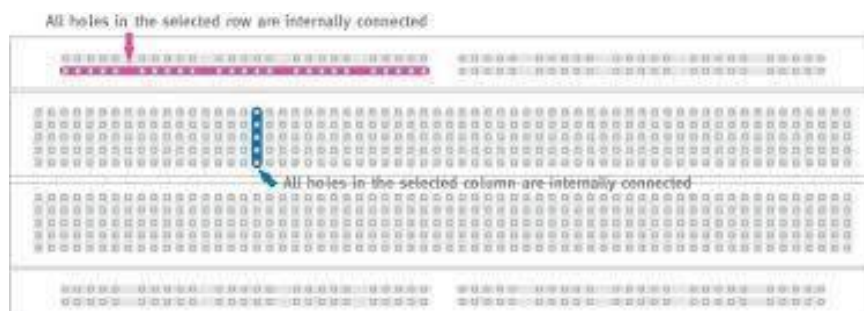 All holes in the selected row are internally connected
All holes in the selected column are internally connected